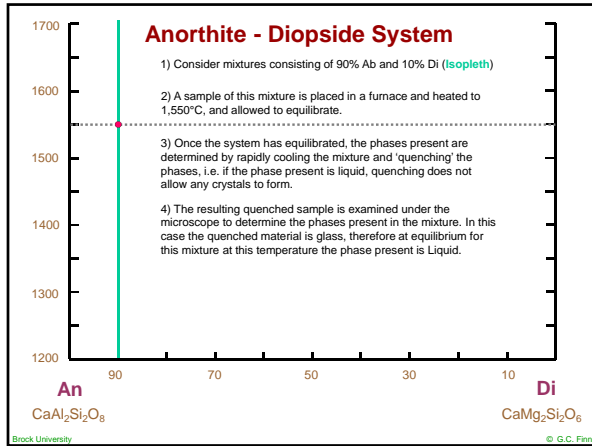 Anorthite - Diopside System
1) Consider mixtures consisting of 90% Ab and 10% Di (Isopleth)
2) A sample of this mixture is placed in a furnace and heated to
1,550°C, and allowed to equilibrate.
3) Once the system has equilibrated, the phases present are
determined by rapidly cooling the mixture and ‘quenching’ the
phases, i.e. if the phase present is liquid, quenching does not
allow any crystals to form.
4) The resulting quenched sample is examined under the
microscope to determine the phases present in the mixture. In this
case the quenched material is glass, therefore at equilibrium for
this mixture at this temperature the phase present is Liquid.
1700
1600
1500
1400
1300
1200
90 70 50 30 10
An Di
CaAl2Si2O8 CaMg2Si2O6
Brock University © G.C. Finn